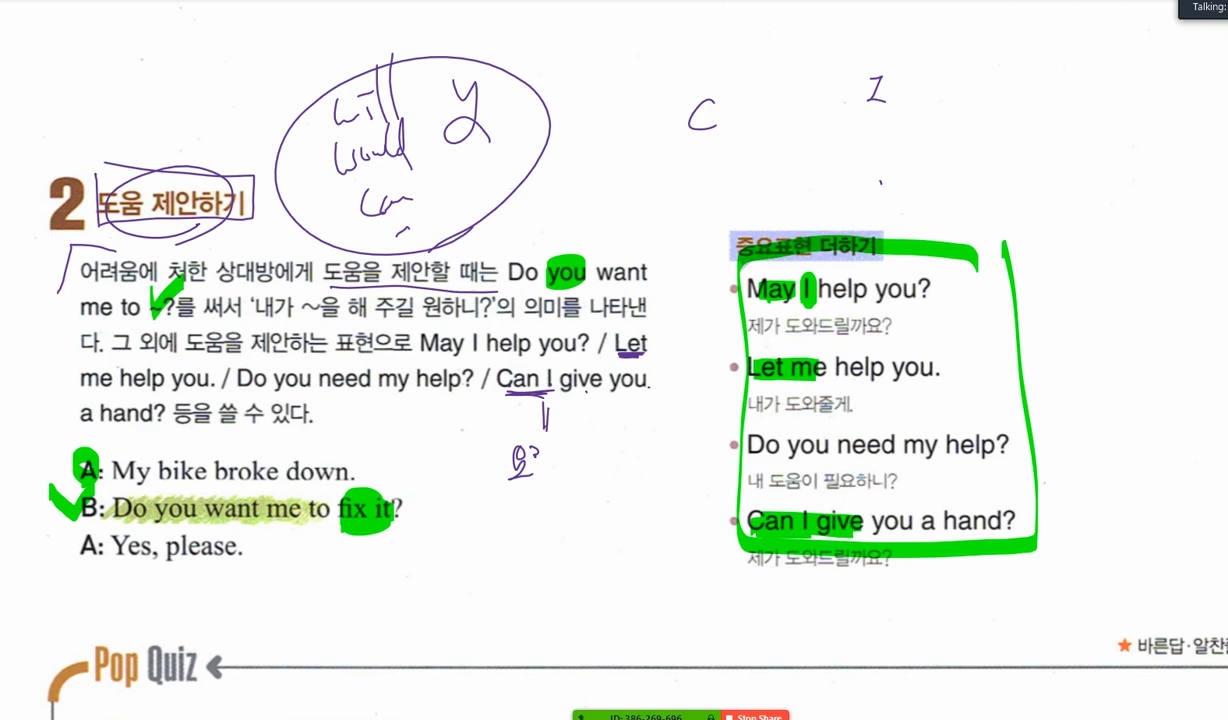 Talking:
will
would
can
y
C
I
2 도움 제안하기
어려움에 처한 상대방에게 도움을 제안할 때는 Do you want
me to ~?를 써서 ‘내가 ~을 해 주길 원하니?’의 의미를 나타낸
다. 그 외에 도움을 제안하는 표현으로 May I help you? / Let
me help you. / Do you need my help? / Can I give you
a hand? 등을 쓸 수 있다.
A: My bike broke down.
B: Do you want me to fix it?
A: Yes, please.
중요표현 더하기
• May I help you?
제가 도와드릴까요?
• Let me help you.
내가 도와줄게.
• Do you need my help?
내 도움이 필요하니?
• Can I give you a hand?
제가 도와드릴까요?
Pop Quiz
★ 바른답·알찬
ID: 386-269-696
Stop Share